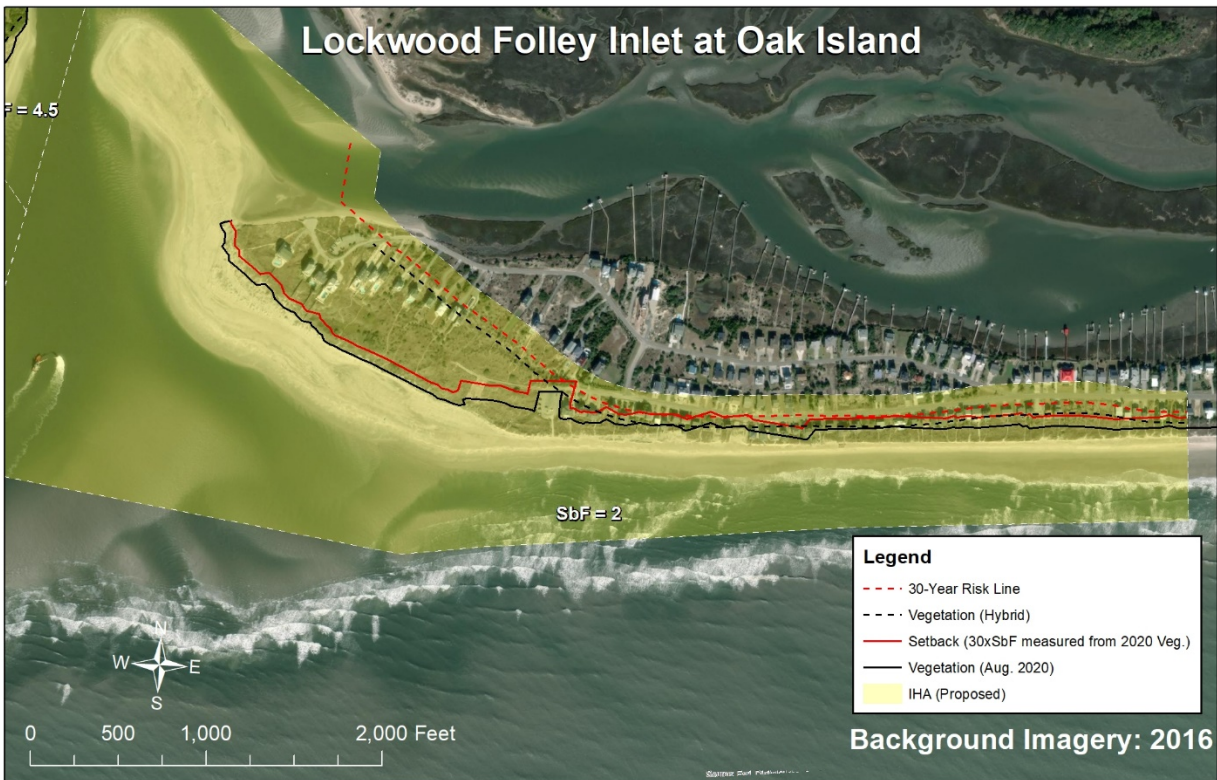 Lockwood Folley Inlet at Oak Island
F = 4.5
SbF = 2
Legend
30-Year Risk Line
Vegetation (Hybrid)
Setback (30xSbF measured from 2020 Veg.)
Vegetation (Aug. 2020)
IHA (Proposed)
N
W E
S
0 500 1,000 2,000 Feet
Background Imagery: 2016